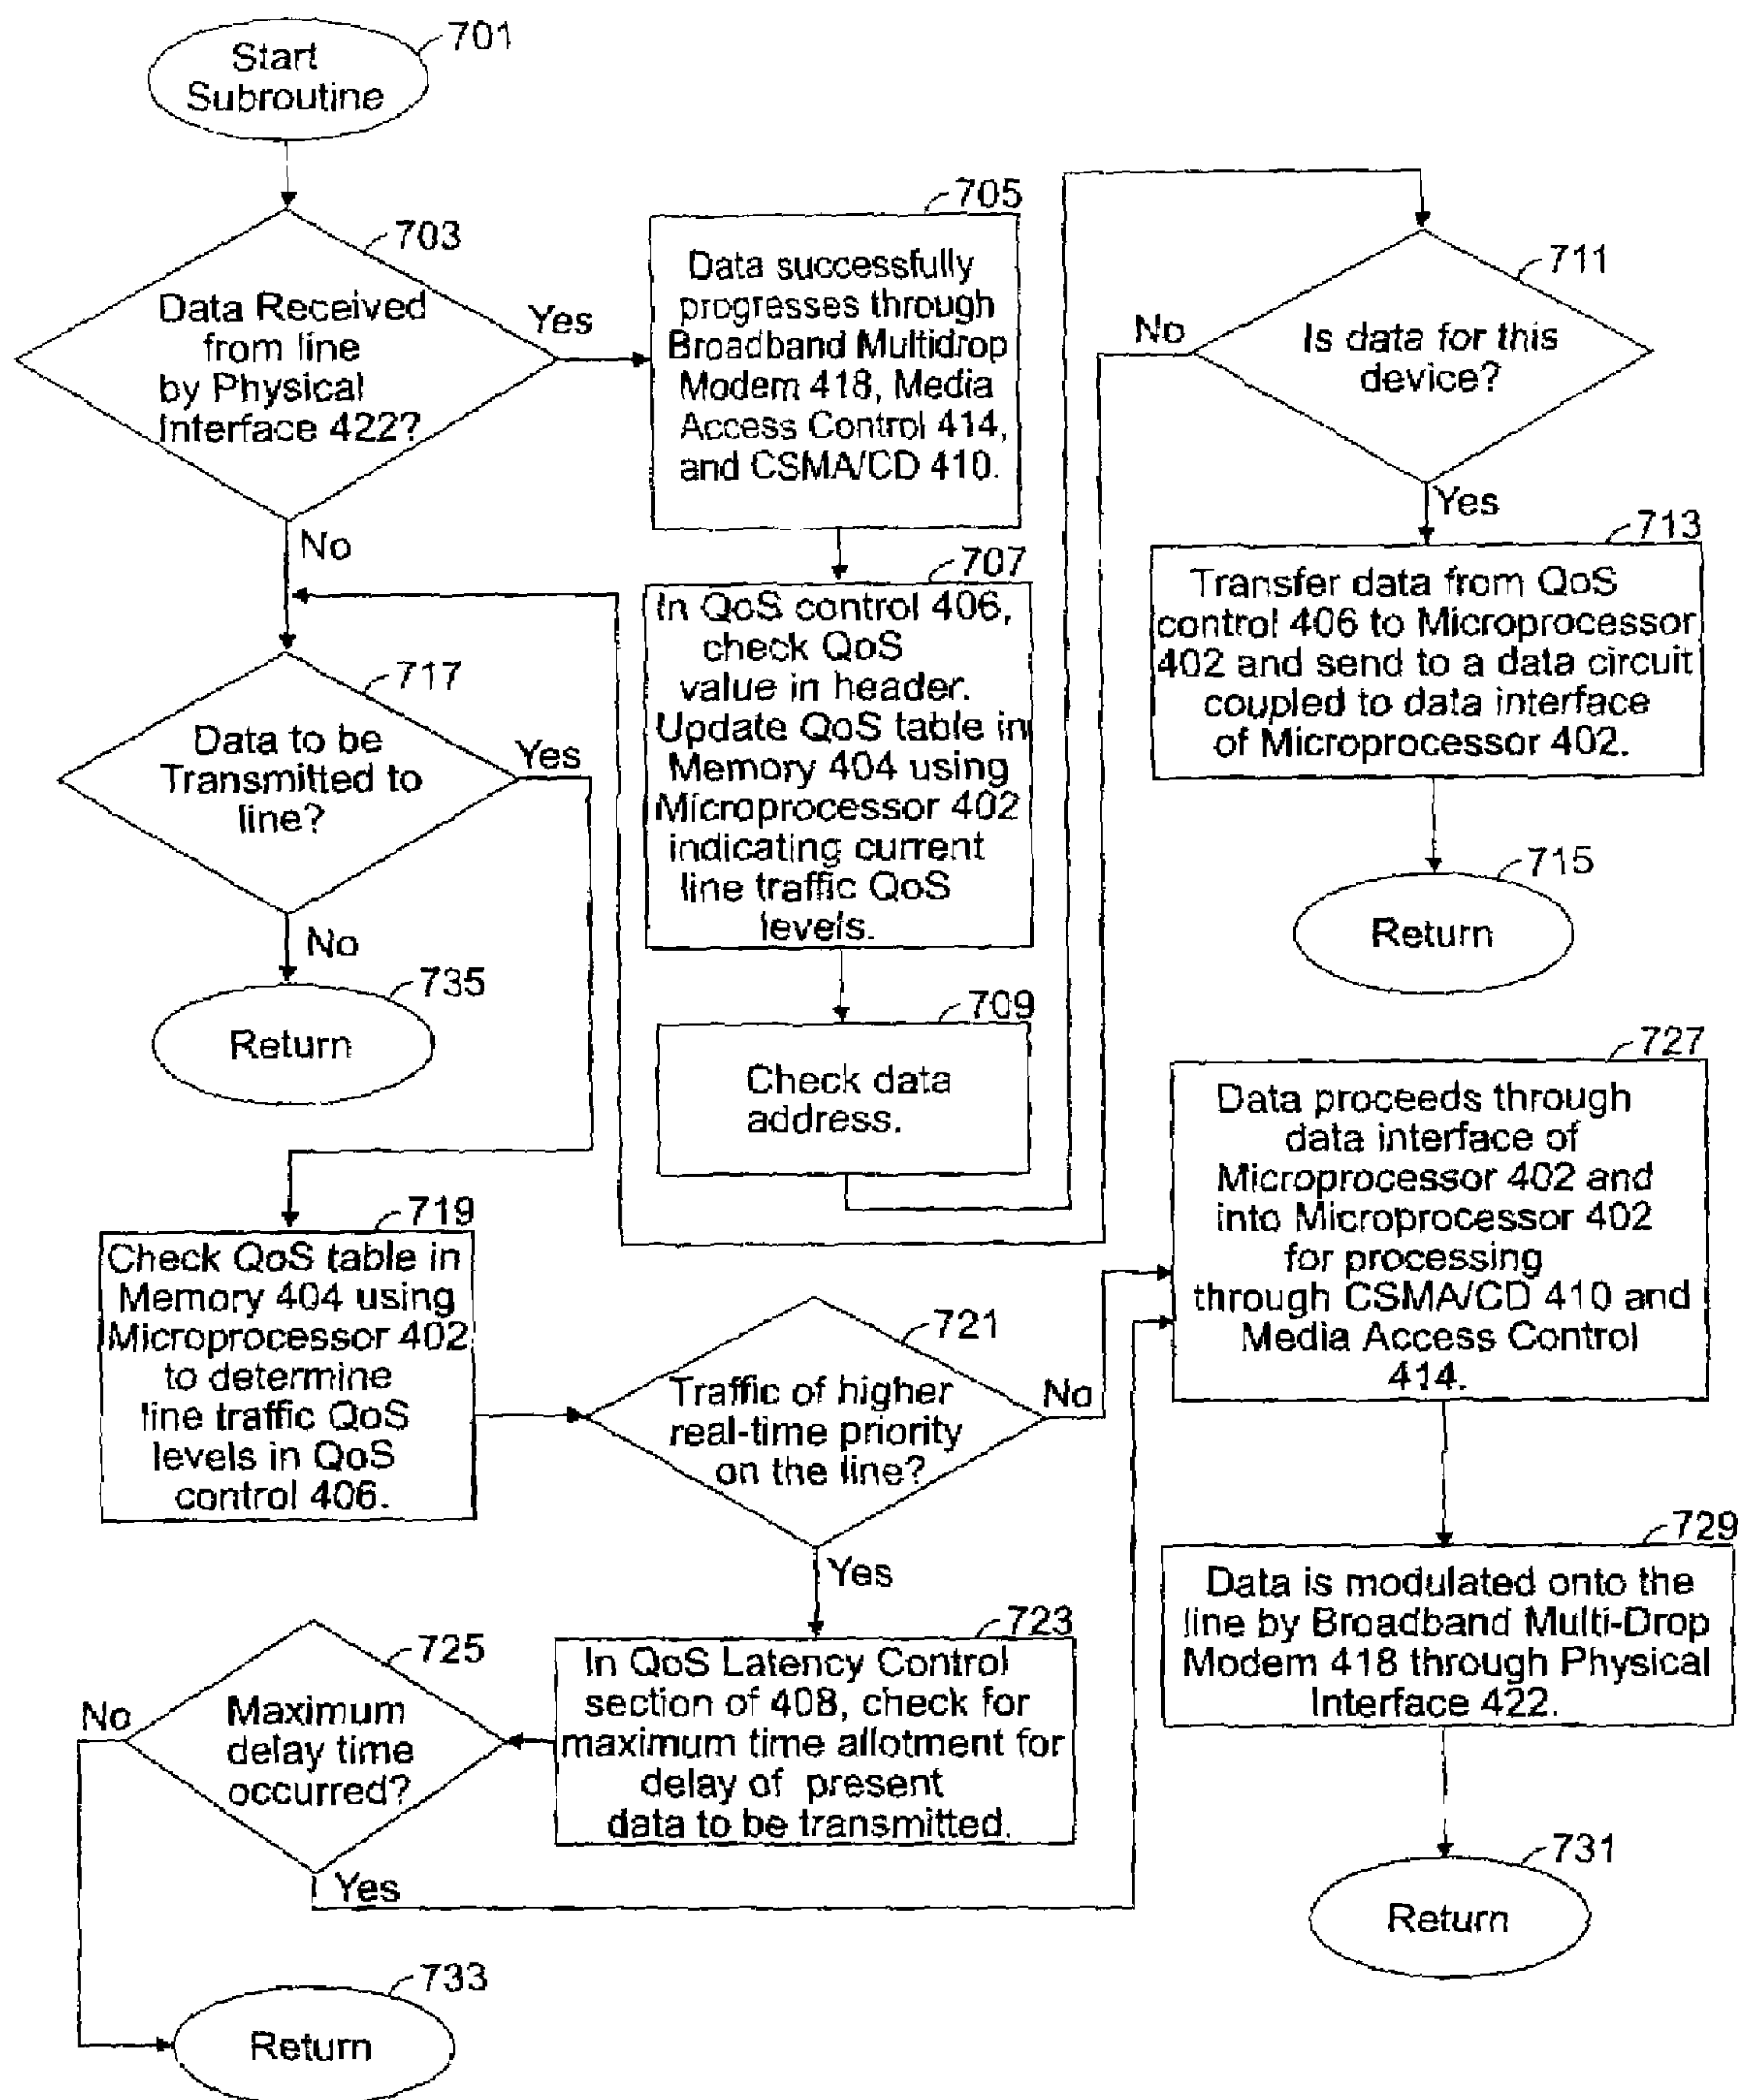 701
Start
Subroutine
703
Data Received
from line
by Physical
Interface 422?
Yes
No
705
Data successfully
progresses through
Broadband Multidrop
Modem 418, Media
Access Control 414,
and CSMA/CD 410.
707
In QoS control 406,
check QoS
value in header.
Update QoS table in
Memory 404 using
Microprocessor 402
indicating current
line traffic QoS
levels.
709
Check data
address.
711
Is data for this
device?
No
Yes
713
Transfer data from QoS
control 406 to Microprocessor
402 and send to a data circuit
coupled to data interface
of Microprocessor 402.
715
Return
717
Data to be
Transmitted to
line?
Yes
No
735
Return
719
Check QoS table in
Memory 404 using
Microprocessor 402
to determine
line traffic QoS
levels in QoS
control 406.
721
Traffic of higher
real-time priority
on the line?
No
Yes
723
In QoS Latency Control
section of 408, check for
maximum time allotment for
delay of present
data to be transmitted.
725
Maximum
delay time
occurred?
No
Yes
733
Return
727
Data proceeds through
data interface of
Microprocessor 402 and
into Microprocessor 402
for processing
through CSMA/CD 410 and
Media Access Control
414.
729
Data is modulated onto the
line by Broadband Multi-Drop
Modem 418 through Physical
Interface 422.
731
Return